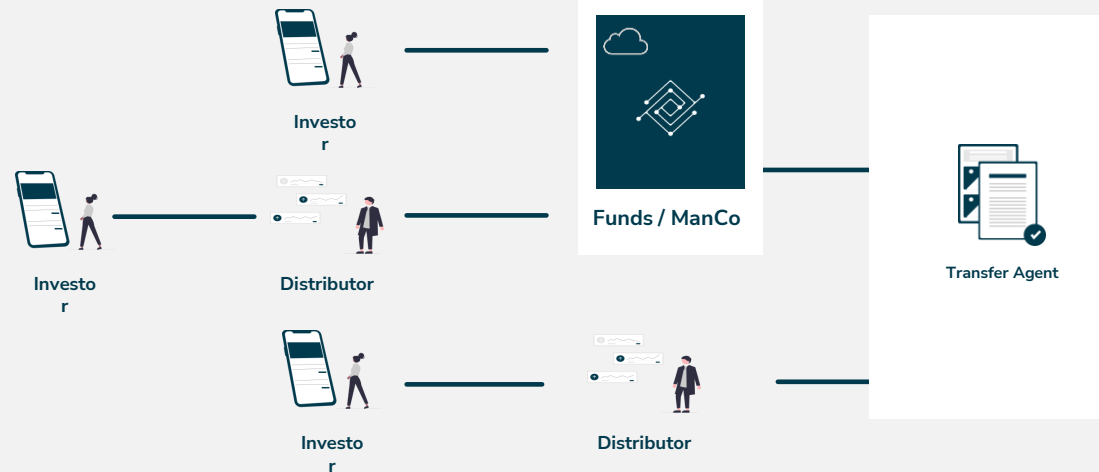 Investo
r
Funds / ManCo
Investo
r
Distributor
Transfer Agent
Investo
r
Distributor